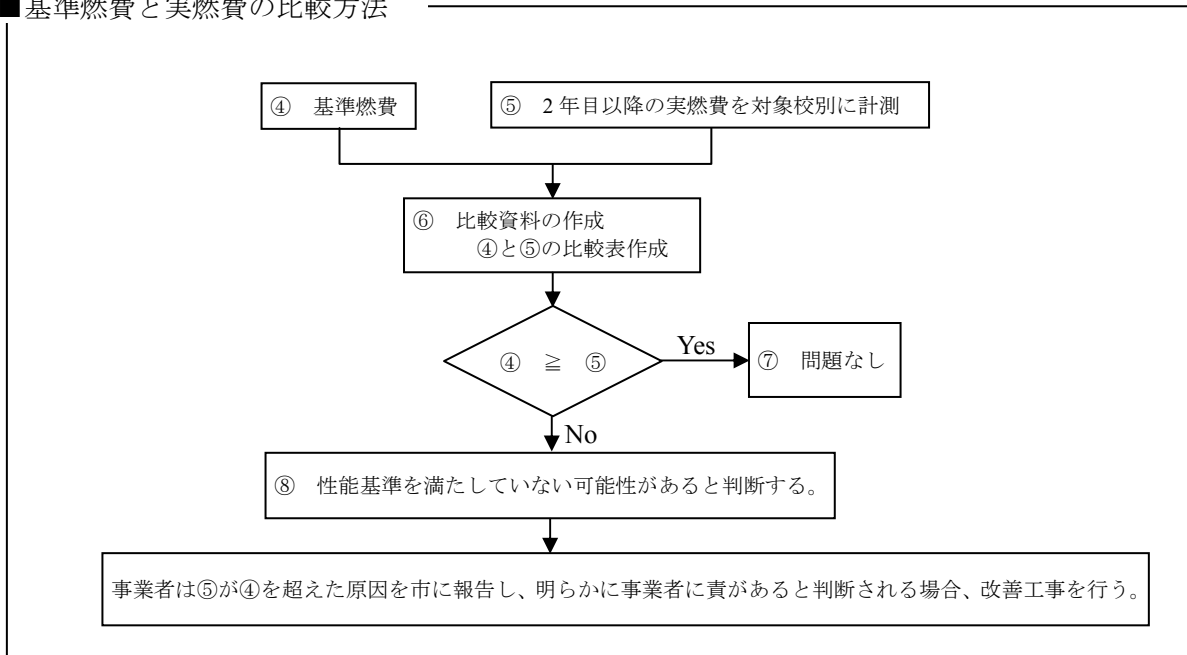 ■基準燃費と実燃費の比較方法
④ 基準燃費
⑤ 2年目以降の実燃費を対象校別に計測
⑥ 比較資料の作成
④と⑤の比較表作成
④ ≧ ⑤
Yes
⑦ 問題なし
No
⑧ 性能基準を満たしていない可能性があると判断する。
事業者は⑤が④を超えた原因を市に報告し、明らかに事業者に責があると判断される場合、改善工事を行う。